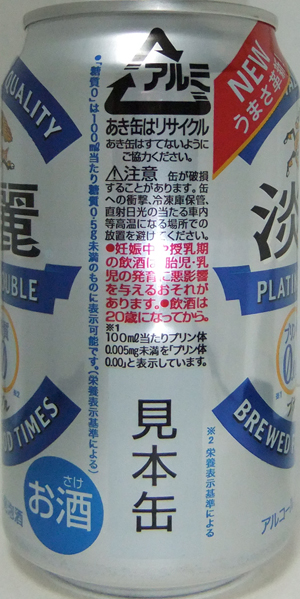 アルミ
あき缶はリサイクル
あき缶はすてないように
ご協力ください。
⚠注意 缶が破損
することがあります。缶
への衝撃、冷凍庫保管、
直射日光の当たる車内
等高温になる場所での
放置を避けてください。
●妊娠中や授乳期
の飲酒は、胎児・乳
児の発育に悪影響
を与えるおそれが
あります。●飲酒は
20歳になってから。
※1
100ml当たりプリン体
0.005mg未満を「プリン体
0.00」と表示しています。
見本缶
●「糖質0」は100ml当たり糖質0.5g未満のものに表示可能です。(栄養表示基準による)
※2 栄養表示基準による
QUALITY
麗
DOUBLE
TIMES
お酒
さけ
NEW
うまさ
淡
PLATI
BREWED
アルコー